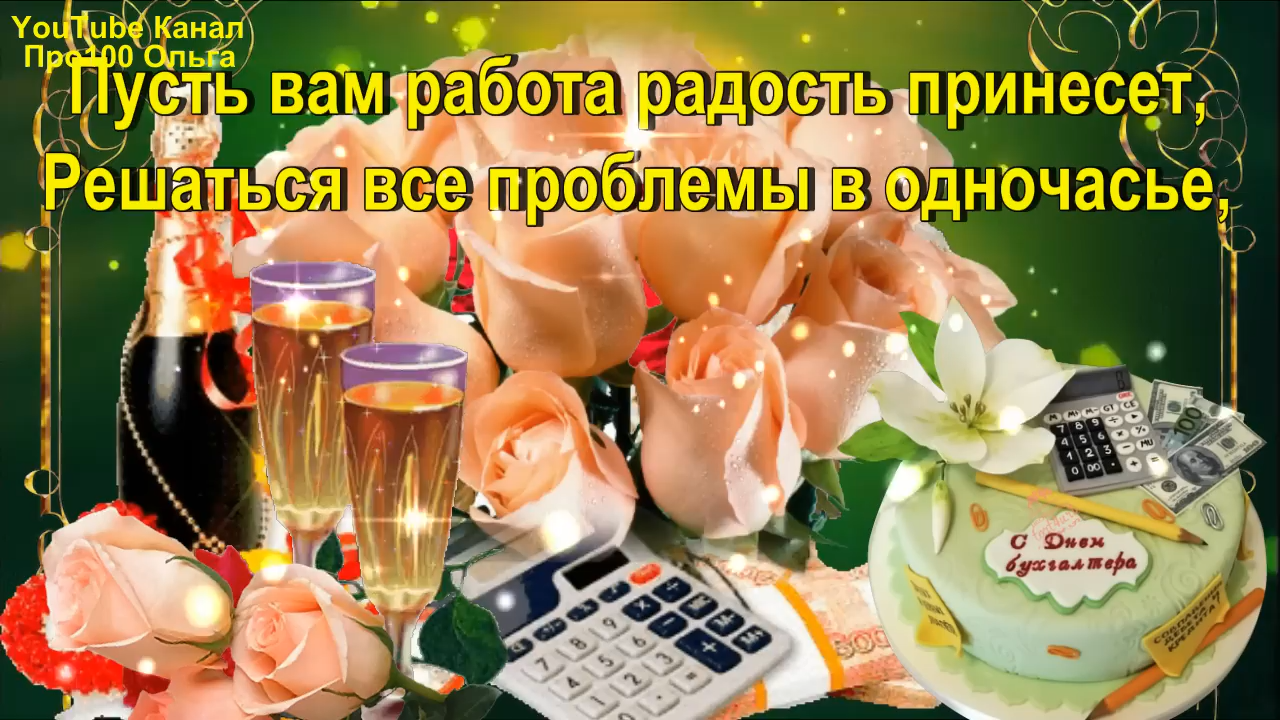 YouTube Канал
Про100 Ольга
Пусть вам работа радость принесет,
Решаться все проблемы в одночасье,
С Днем
бухгалтера